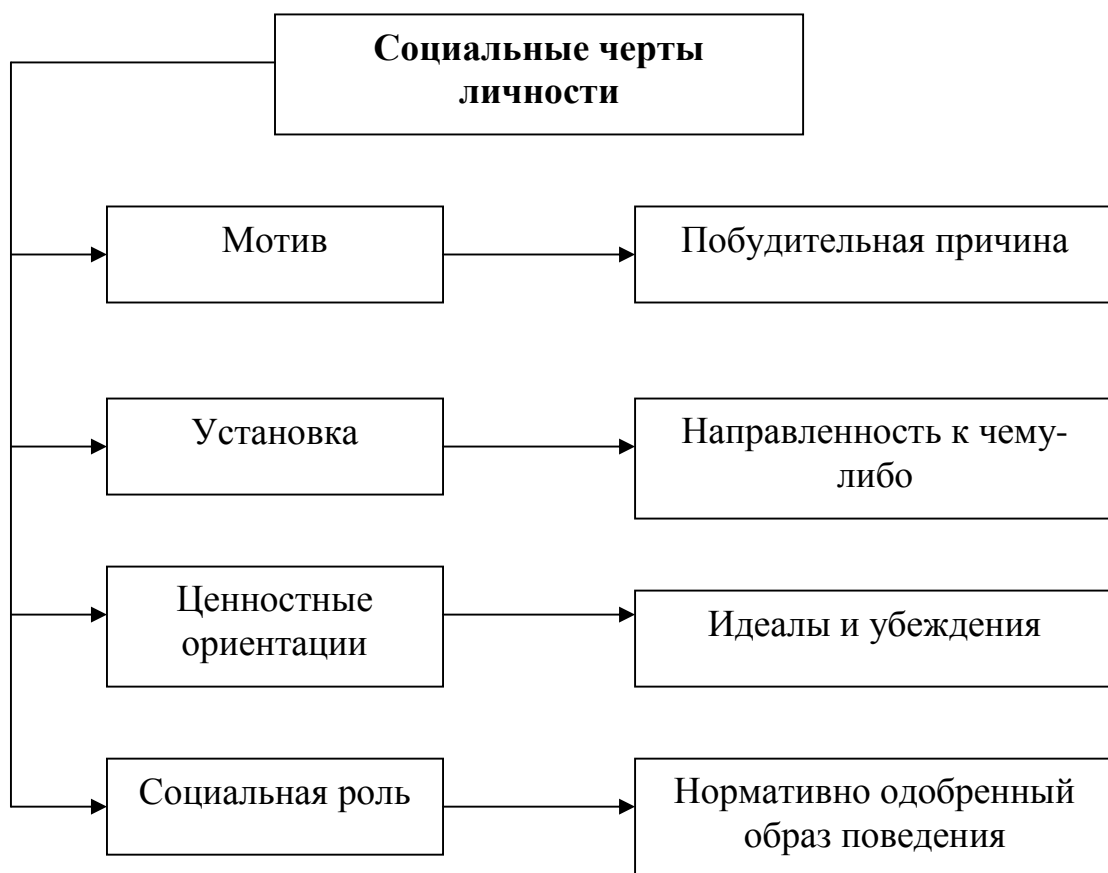 Социальные черты
личности
Мотив
Побудительная причина
Установка
Направленность к чему-
либо
Ценностные
ориентации
Идеалы и убеждения
Социальная роль
Нормативно одобренный
образ поведения